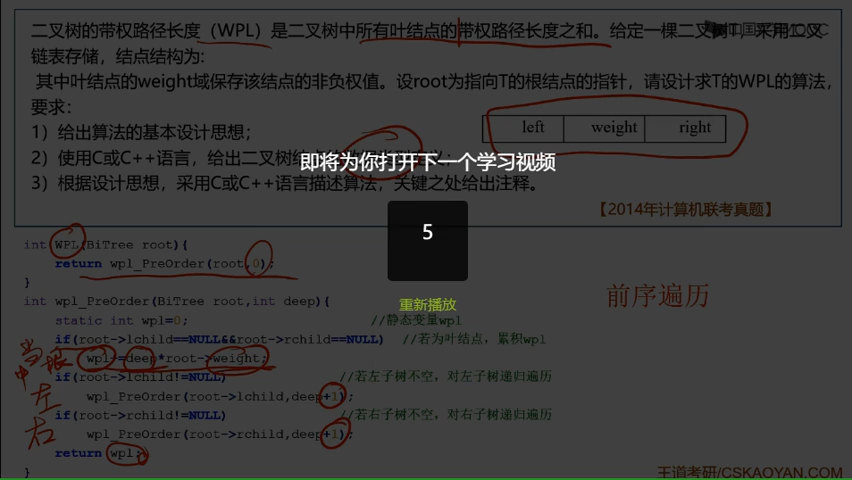 二叉树的带权路径长度（WPL）是二叉树中所有叶结点的带权路径长度之和。给定一棵二叉树T，采用二叉
链表存储，结点结构为:
其中叶结点的weight域保存该结点的非负权值。设root为指向T的根结点的指针，请设计求T的WPL的算法，
要求:
left weight right
1）给出算法的基本设计思想；
2）使用C或C++语言，给出二叉树结
即将为你打开下一个学习视频
3）根据设计思想，采用C或C++语言描述算法，关键之处给出注释。
【2014年计算机联考真题】
5
重新播放
int WPL(BiTree root){
return wpl_PreOrder(root,0);
}
int wpl_PreOrder(BiTree root,int deep){
前序遍历
static int wpl=0; //静态变量wpl
if(root->lchild==NULL&&root->rchild==NULL) //若为叶结点，累积wpl
wpl+=deep*root->weight;
if(root->lchild!=NULL) //若左子树不空，对左子树递归遍历
wpl_PreOrder(root->lchild,deep+1);
if(root->rchild!=NULL) //若右子树不空，对右子树递归遍历
wpl_PreOrder(root->rchild,deep+1);
return wpl;
}
左
右
王道考研/CSKAOYAN.COM